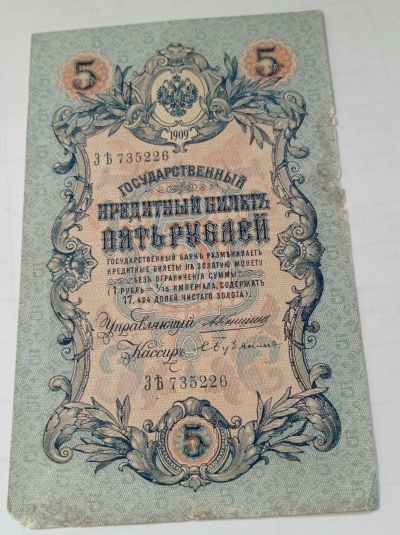 5 5
1909
ЗЪ 735226
ГОСУДАРСТВЕННЫЙ
КРЕДИТНЫЙ БИЛЕТЪ
ПЯТЬ РУБЛЕЙ
ГОСУДАРСТВЕННЫЙ БАНКЪ РАЗМѢНИВАЕТЪ
КРЕДИТНЫЕ БИЛЕТЫ НА ЗОЛОТУЮ МОНЕТУ
БЕЗЪ ОГРАНИЧЕНІЯ СУММЫ
(1 РУБЛЬ = 1/15 ИМПЕРІАЛА, СОДЕРЖИТЪ
17,424 ДОЛЕЙ ЧИСТАГО ЗОЛОТА).
Управляющій
Кассиръ
ЗЪ 735226
5